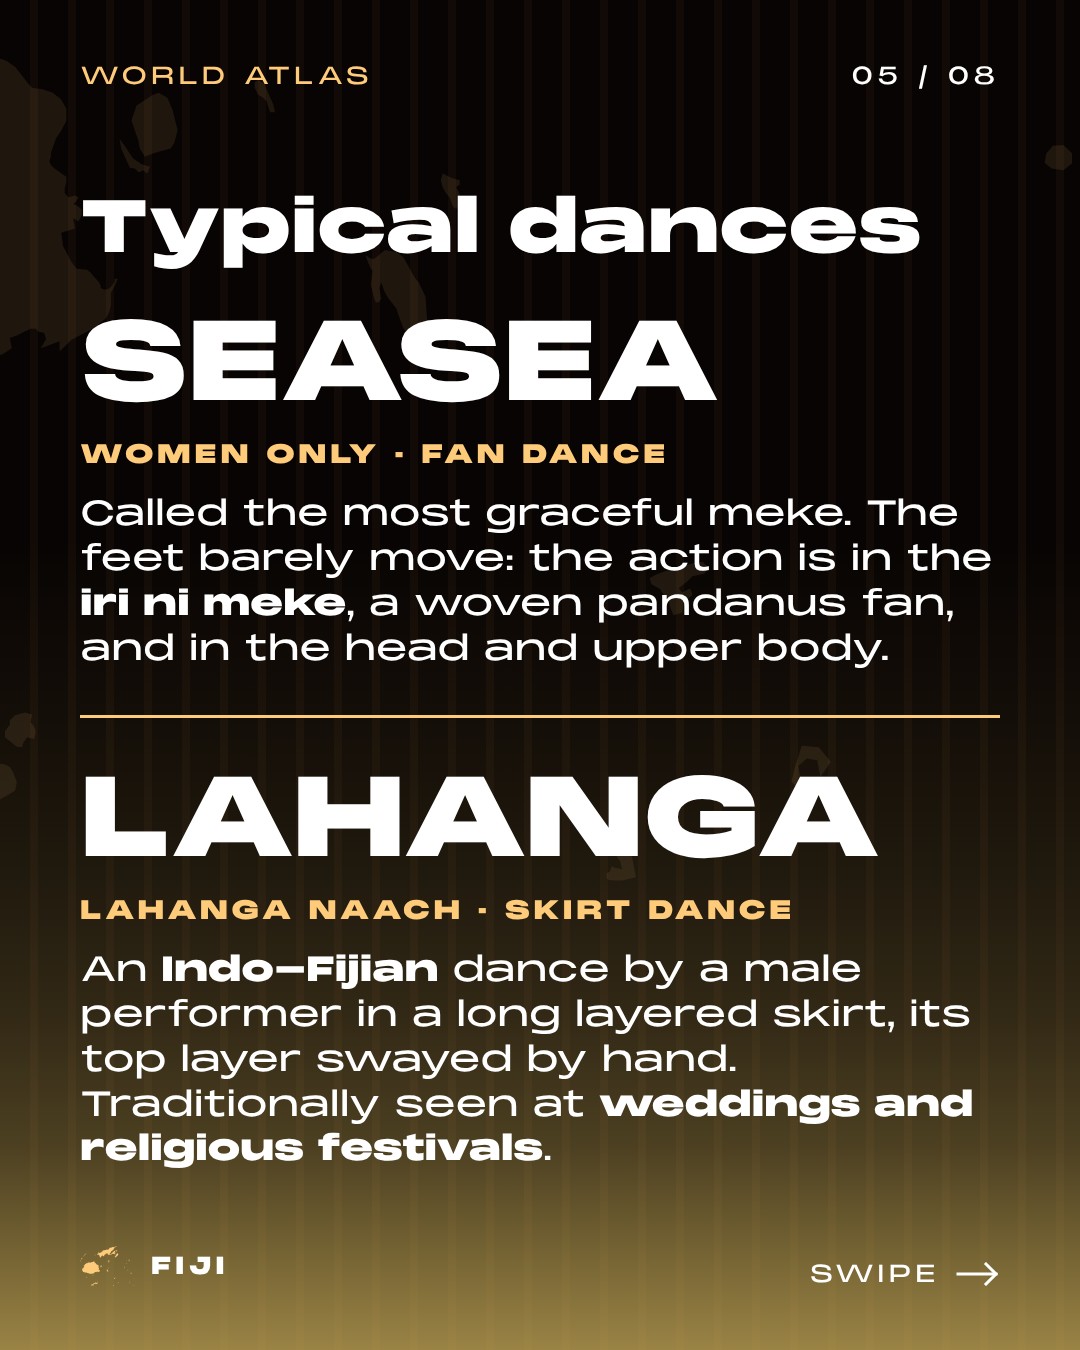 WORLD ATLAS
05 / 08
Typical dances
SEASEA
WOMEN ONLY · FAN DANCE
Called the most graceful meke. The
feet barely move: the action is in the
iri ni meke, a woven pandanus fan,
and in the head and upper body.
LAHANGA
LAHANGA NAACH · SKIRT DANCE
An Indo–Fijian dance by a male
performer in a long layered skirt, its
top layer swayed by hand.
Traditionally seen at weddings and
religious festivals.
FIJI
SWIPE →